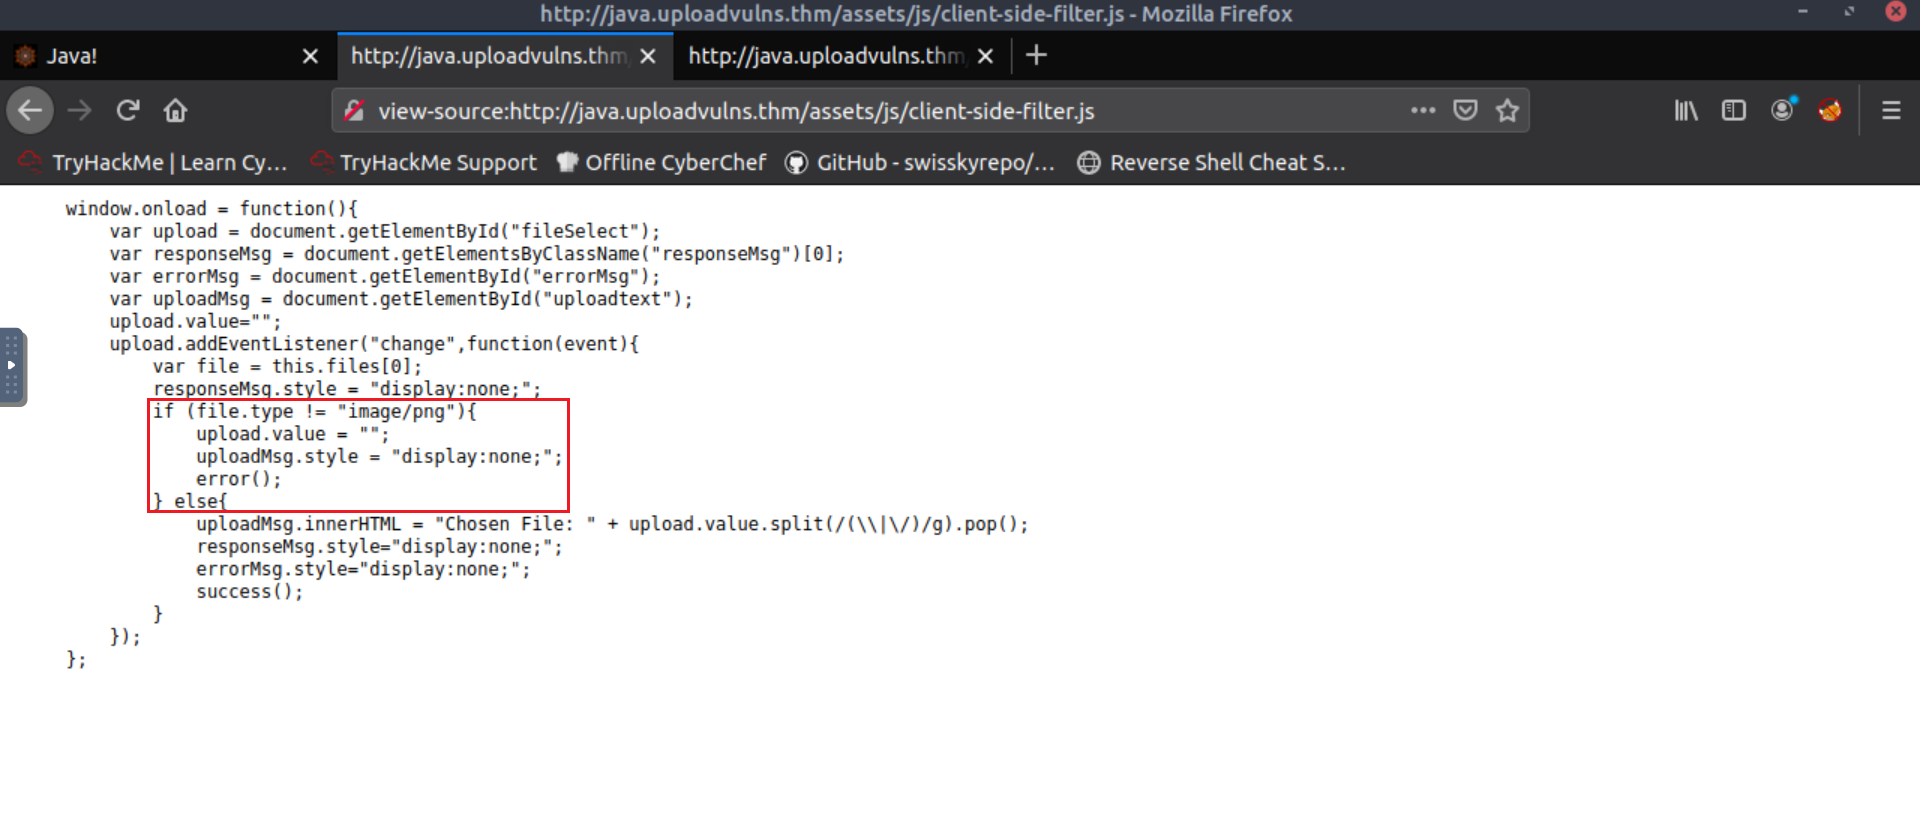 http://java.uploadvulns.thm/assets/js/client-side-filter.js - Mozilla Firefox
Java!
http://java.uploadvulns.thm
http://java.uploadvulns.thm
view-source:http://java.uploadvulns.thm/assets/js/client-side-filter.js
TryHackMe | Learn Cy…
TryHackMe Support
Offline CyberChef
GitHub - swisskyrepo/…
Reverse Shell Cheat S…
window.onload = function(){
    var upload = document.getElementById("fileSelect");
    var responseMsg = document.getElementsByClassName("responseMsg")[0];
    var errorMsg = document.getElementById("errorMsg");
    var uploadMsg = document.getElementById("uploadtext");
    upload.value="";
    upload.addEventListener("change",function(event){
        var file = this.files[0];
        responseMsg.style = "display:none;";
        if (file.type != "image/png"){
            upload.value = "";
            uploadMsg.style = "display:none;";
            error();
        } else{
            uploadMsg.innerHTML = "Chosen File: " + upload.value.split(/(\\|\/)/g).pop();
            responseMsg.style="display:none;";
            errorMsg.style="display:none;";
            success();
        }
    });
};